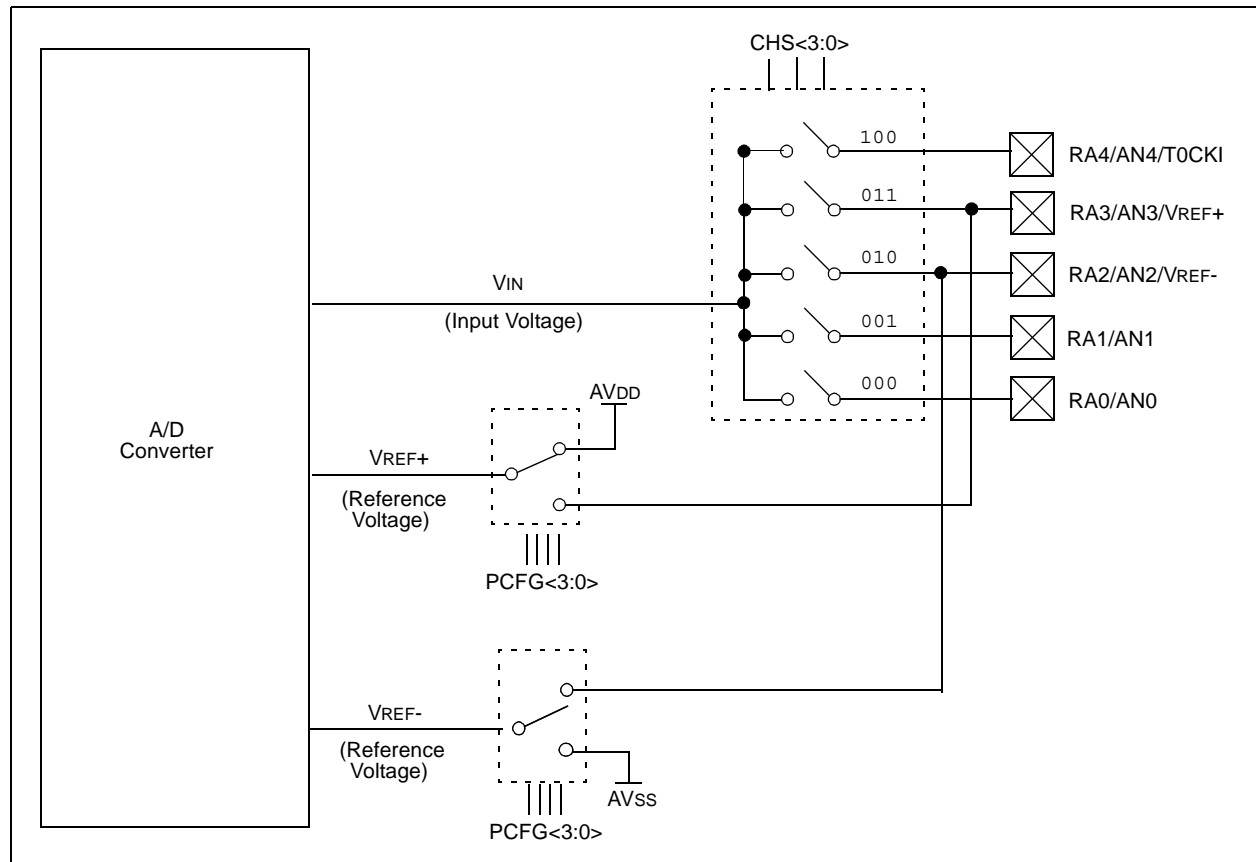 CHS<3:0>
100
RA4/AN4/T0CKI
011
RA3/AN3/VREF+
010
RA2/AN2/VREF-
VIN
(Input Voltage)
001
RA1/AN1
000
RA0/AN0
AVDD
A/D
Converter
VREF+
(Reference
Voltage)
PCFG<3:0>
VREF-
(Reference
Voltage)
AVSS
PCFG<3:0>